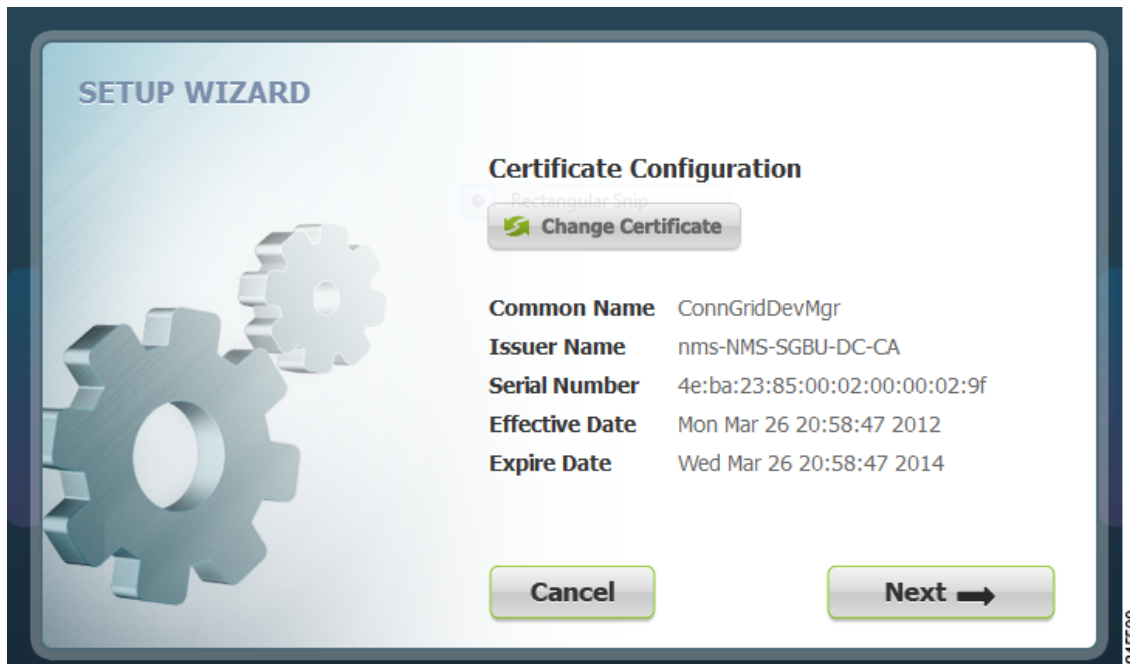 SETUP WIZARD
Certificate Configuration
Rectangular Snip
Change Certificate
Common Name ConnGridDevMgr
Issuer Name nms-NMS-SGBU-DC-CA
Serial Number 4e:ba:23:85:00:02:00:00:02:9f
Effective Date Mon Mar 26 20:58:47 2012
Expire Date Wed Mar 26 20:58:47 2014
Cancel
Next